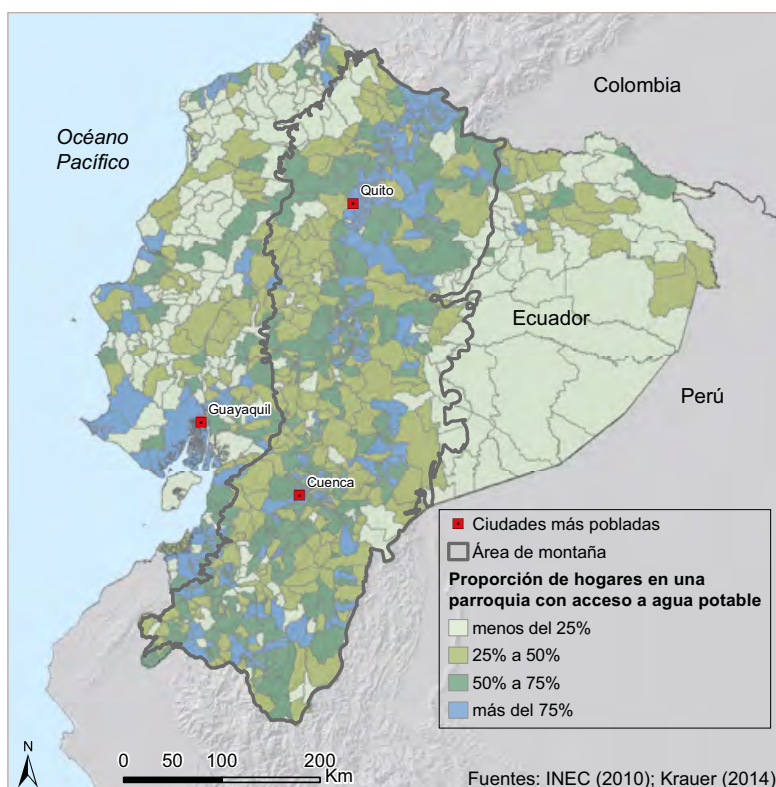 Colombia
Océano
Pacífico
Quito
Ecuador
Perú
Guayaquil
Cuenca
Ciudades más pobladas
Área de montaña
Proporción de hogares en una
parroquia con acceso a agua potable
menos del 25%
25% a 50%
50% a 75%
más del 75%
N
0 50 100 200
Km
Fuentes: INEC (2010); Krauer (2014)